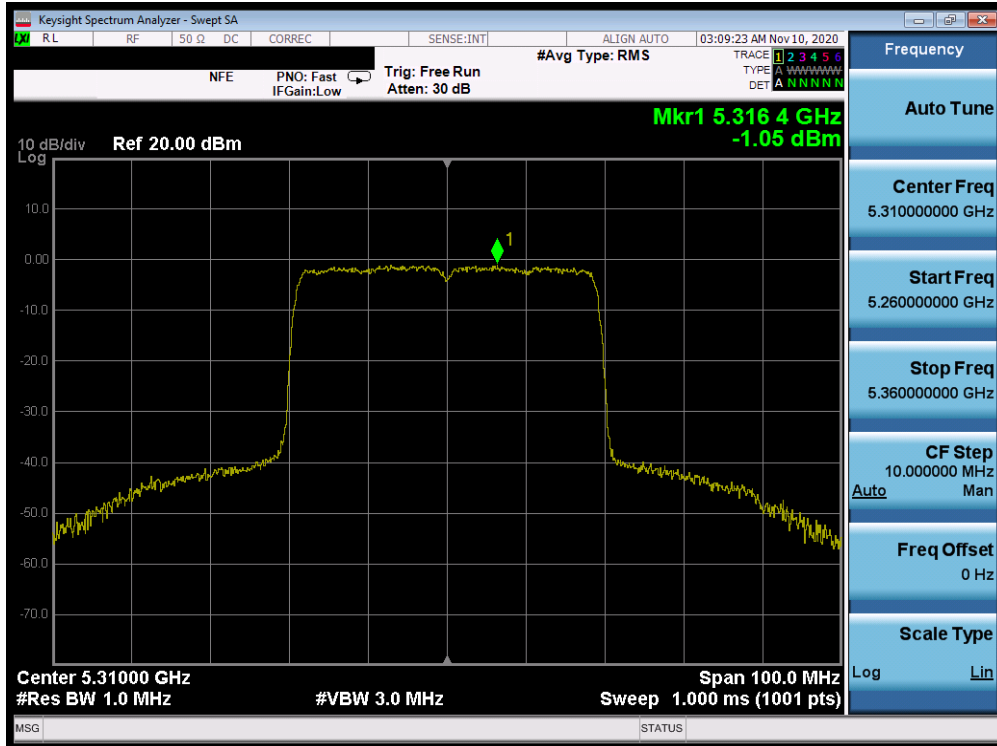 Keysight Spectrum Analyzer - Swept SA
LXI RL RF 50 Ω DC CORREC SENSE:INT ALIGN AUTO 03:09:23 AM Nov 10, 2020
NFE PNO: Fast IFGain:Low
Trig: Free Run
Atten: 30 dB
#Avg Type: RMS
TRACE 1 2 3 4 5 6
TYPE A WWWWW
DET A N N N N N
Mkr1 5.316 4 GHz
-1.05 dBm
10 dB/div Ref 20.00 dBm
Log
10.0
0.00
-10.0
-20.0
-30.0
-40.0
-50.0
-60.0
-70.0
1
Center 5.31000 GHz Span 100.0 MHz
#Res BW 1.0 MHz #VBW 3.0 MHz Sweep 1.000 ms (1001 pts)
MSG STATUS
Frequency
Auto Tune
Center Freq
5.310000000 GHz
Start Freq
5.260000000 GHz
Stop Freq
5.360000000 GHz
CF Step
10.000000 MHz
Auto Man
Freq Offset
0 Hz
Scale Type
Log Lin